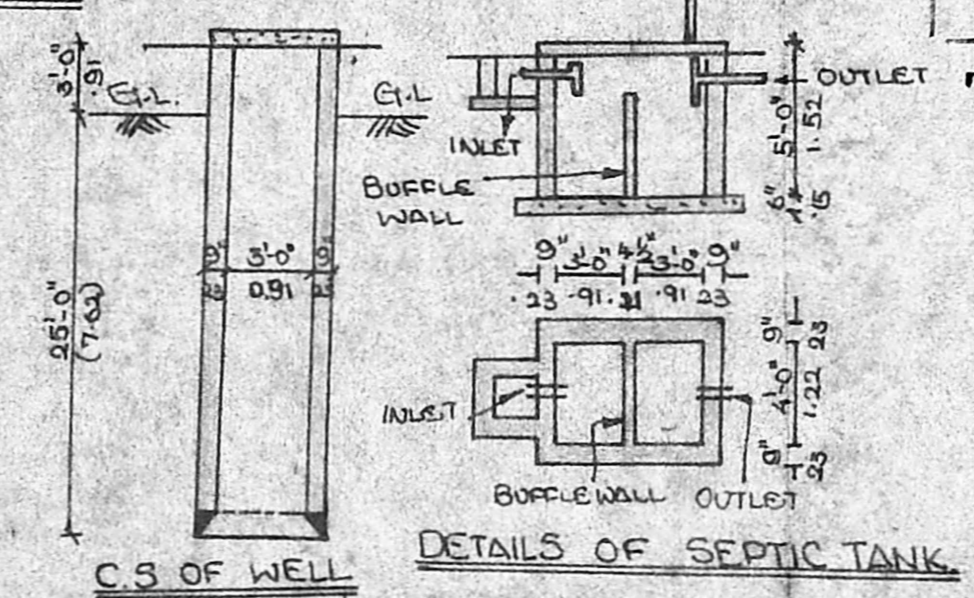 3'-0"
.91
G.L.
G.L
25'-0"
(7.62)
9"
3'-0"
9"
23
0.91
23
C.S OF WELL
INLET
OUTLET
BUFFLE
WALL
5'-0"
1.52
6"
.15
9" 3'-0" 4½" 3'-0" 9"
.23 .91 .11 .91 23
INLET
BUFFLE WALL
OUTLET
9"
23
4'-0"
1.22
9"
23
DETAILS OF SEPTIC TANK.